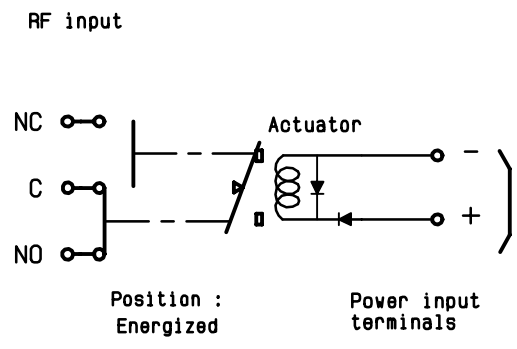 RF input
NC
Actuator
-
C
+
NO
Position :
Energized
Power input
terminals